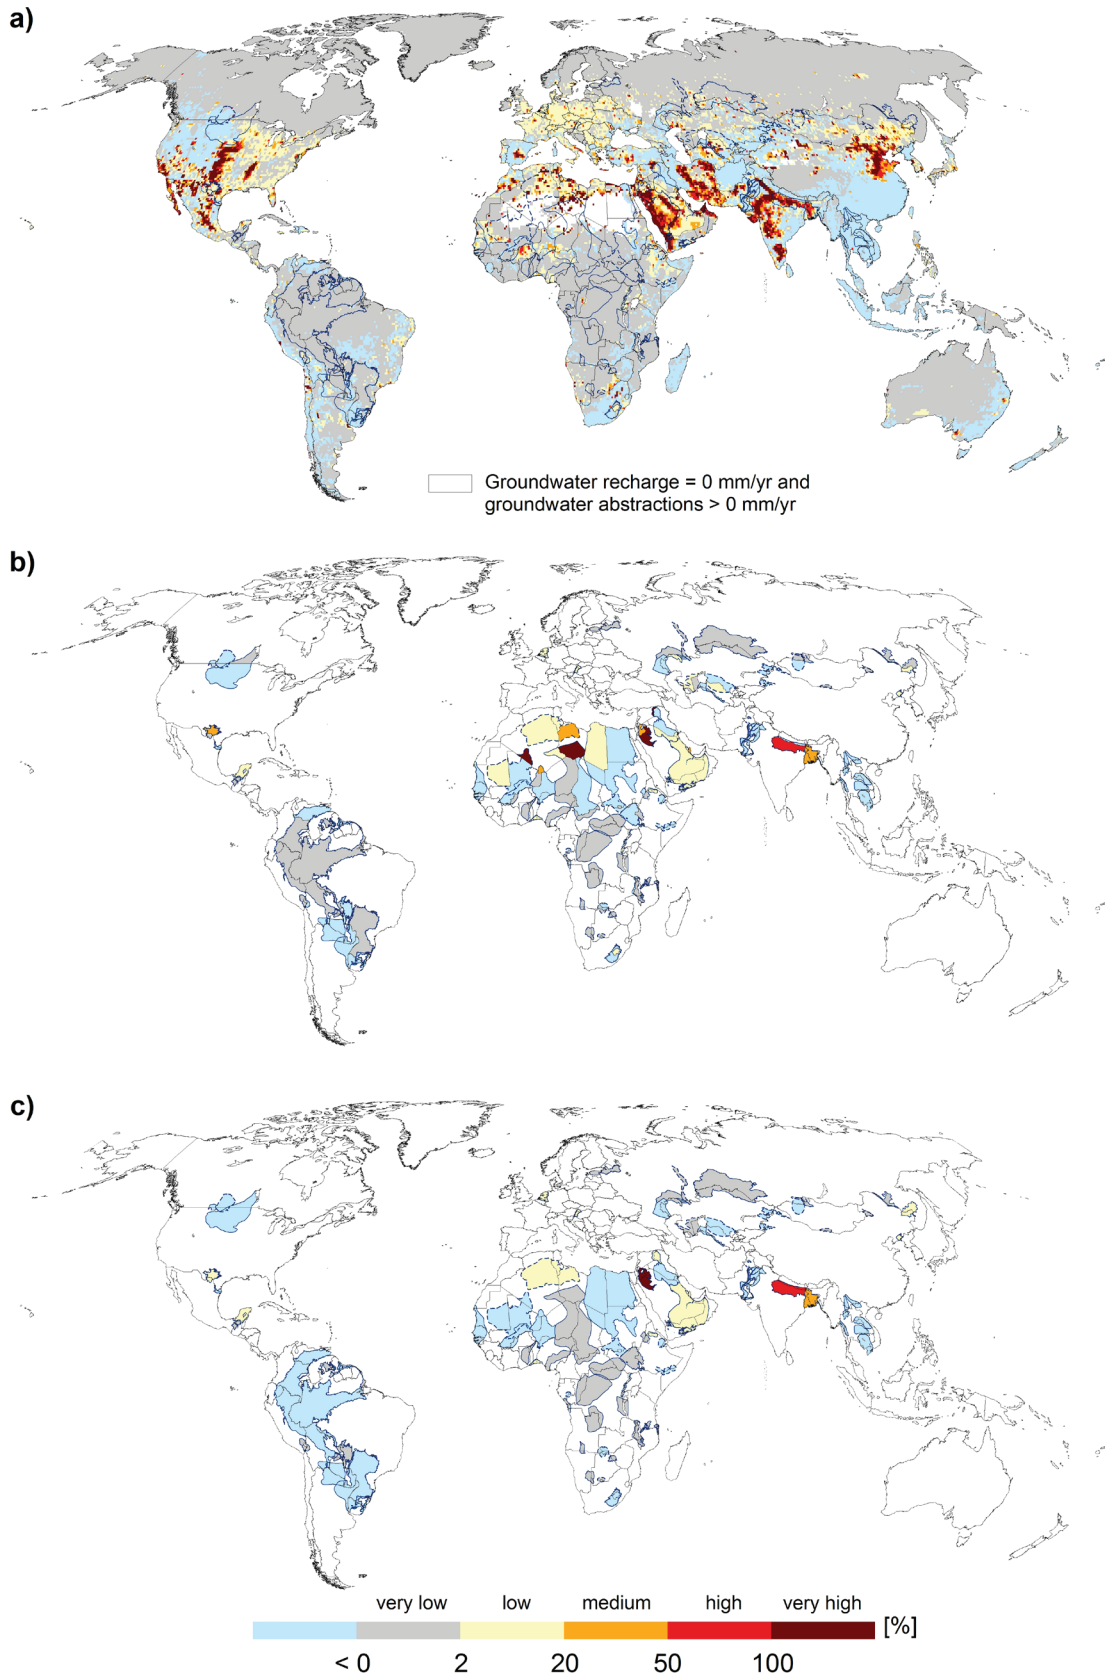 a)
Groundwater recharge = 0 mm/yr and
groundwater abstractions > 0 mm/yr
b)
c)
very low low medium high very high
[%]
< 0 2 20 50 100